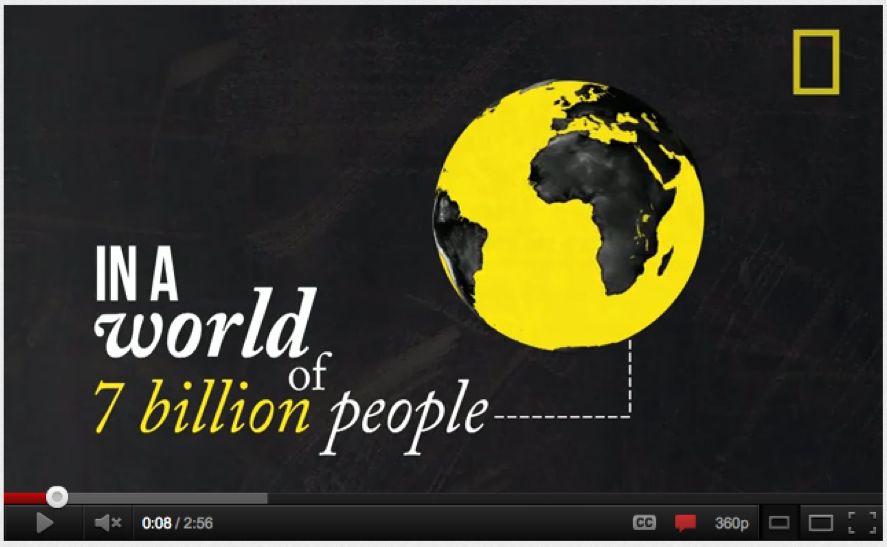 IN A
world
of
7 billion people
0:08 / 2:56
CC
360p